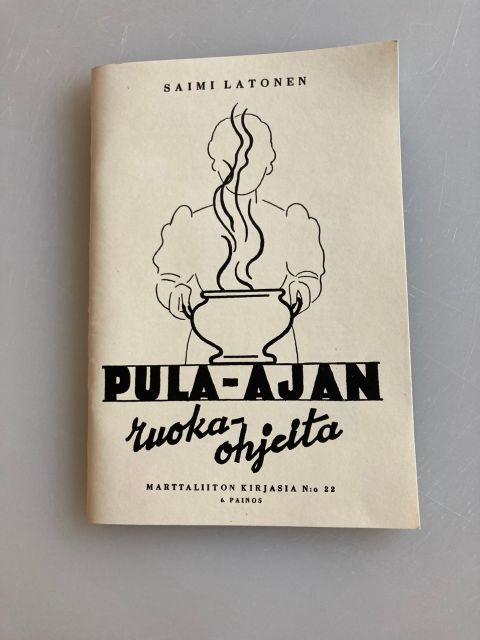 SAIMI LATONEN
PULA-AJAN
ruoka-
ohjeita
MARTTALIITON KIRJASIA N:o 22
6. PAINOS